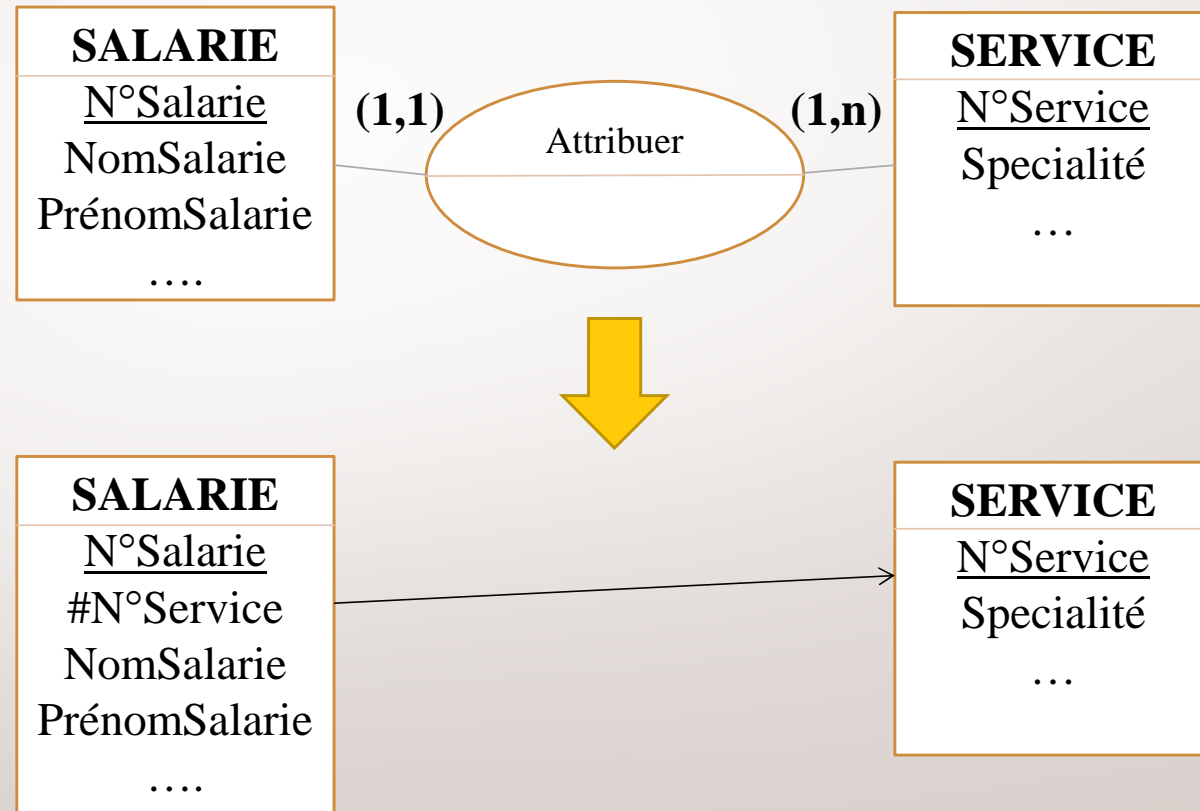 SALARIE
N°Salarie
NomSalarie
PrénomSalarie
….
(1,1)
Attribuer
(1,n)
SERVICE
N°Service
Specialité
…
SALARIE
N°Salarie
#N°Service
NomSalarie
PrénomSalarie
….
SERVICE
N°Service
Specialité
…